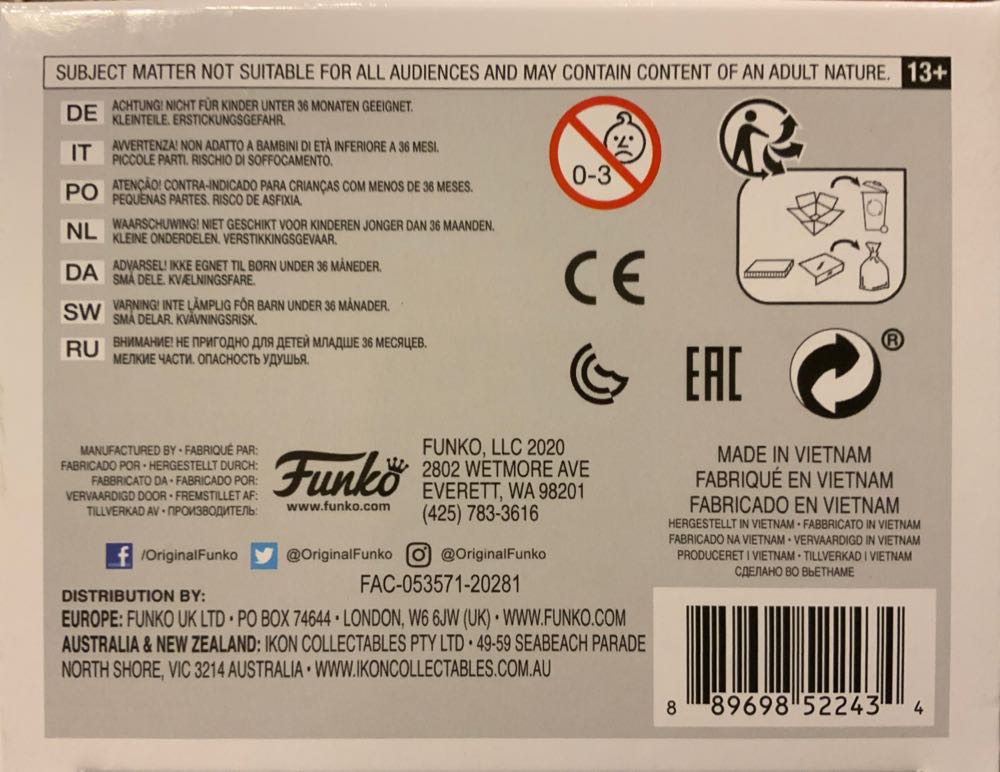 SUBJECT MATTER NOT SUITABLE FOR ALL AUDIENCES AND MAY CONTAIN CONTENT OF AN ADULT NATURE. 13+
DE ACHTUNG! NICHT FÜR KINDER UNTER 36 MONATEN GEEIGNET.
KLEINTEILE. ERSTICKUNGSGEFAHR.
IT AVVERTENZA! NON ADATTO A BAMBINI DI ETÀ INFERIORE A 36 MESI.
PICCOLE PARTI. RISCHIO DI SOFFOCAMENTO.
PO ATENÇÃO! CONTRA-INDICADO PARA CRIANÇAS COM MENOS DE 36 MESES.
PEQUENAS PARTES. RISCO DE ASFIXIA.
NL WAARSCHUWING! NIET GESCHIKT VOOR KINDEREN JONGER DAN 36 MAANDEN.
KLEINE ONDERDELEN. VERSTIKKINGSGEVAAR.
DA ADVARSEL! IKKE EGNET TIL BØRN UNDER 36 MÅNEDER.
SMÅ DELE. KVÆLNINGSFARE.
SW VARNING! INTE LÄMPLIG FÖR BARN UNDER 36 MÅNADER.
SMÅ DELAR. KVÄVNINGSRISK.
RU ВНИМАНИЕ! НЕ ПРИГОДНО ДЛЯ ДЕТЕЙ МЛАДШЕ 36 МЕСЯЦЕВ.
МЕЛКИЕ ЧАСТИ. ОПАСНОСТЬ УДУШЬЯ.
0-3
CE
EAC
®
MANUFACTURED BY • FABRIQUÉ PAR:
FABRICADO POR • HERGESTELLT DURCH:
FABBRICATO DA • FABRICADO POR:
VERVAARDIGD DOOR • FREMSTILLET AF:
TILLVERKAD AV • ПРОИЗВОДИТЕЛЬ:
Funko
www.funko.com
FUNKO, LLC 2020
2802 WETMORE AVE
EVERETT, WA 98201
(425) 783-3616
MADE IN VIETNAM
FABRIQUÉ EN VIETNAM
FABRICADO EN VIETNAM
HERGESTELLT IN VIETNAM • FABBRICATO IN VIETNAM
FABRICADO NA VIETNAM • VERVAARDIGD IN VIETNAM
PRODUCERET I VIETNAM • TILLVERKAD I VIETNAM
СДЕЛАНО ВО ВЬЕТНАМЕ
f /OriginalFunko @OriginalFunko @OriginalFunko
FAC-053571-20281
DISTRIBUTION BY:
EUROPE: FUNKO UK LTD • PO BOX 74644 • LONDON, W6 6JW (UK) • WWW.FUNKO.COM
AUSTRALIA & NEW ZEALAND: IKON COLLECTABLES PTY LTD • 49-59 SEABEACH PARADE
NORTH SHORE, VIC 3214 AUSTRALIA • WWW.IKONCOLLECTABLES.COM.AU
8 89698 52243 4